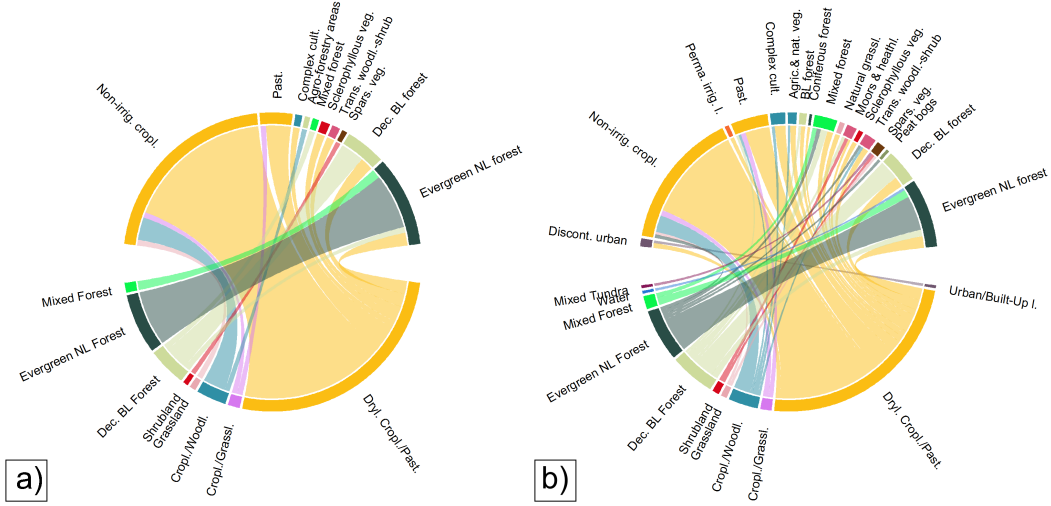 Non-irrig. cropl.
Past.
Complex cult.
Agro-forestry areas
Mixed forest
Sclerophyllous veg.
Trans. woodl.-shrub
Spars. veg.
Dec. BL forest
Evergreen NL forest
Mixed Forest
Evergreen NL Forest
Dec. BL Forest
Shrubland
Grassland
Cropl./Woodl.
Cropl./Grassl.
Dryl. Cropl./Past.
a)
Non-irrig. cropl.
Perma. irrig. l.
Past.
Complex cult.
Agric.& nat. veg.
BL forest
Coniferous forest
Mixed forest
Natural grassl.
Moors & heathl.
Sclerophyllous veg.
Trans. woodl.-shrub
Spars. veg.
Peat bogs
Dec. BL forest
Evergreen NL forest
Discont. urban
Mixed Tundra
Water
Mixed Forest
Evergreen NL Forest
Dec. BL Forest
Shrubland
Grassland
Cropl./Woodl.
Cropl./Grassl.
Dryl. Cropl./Past.
Urban/Built-Up l.
b)